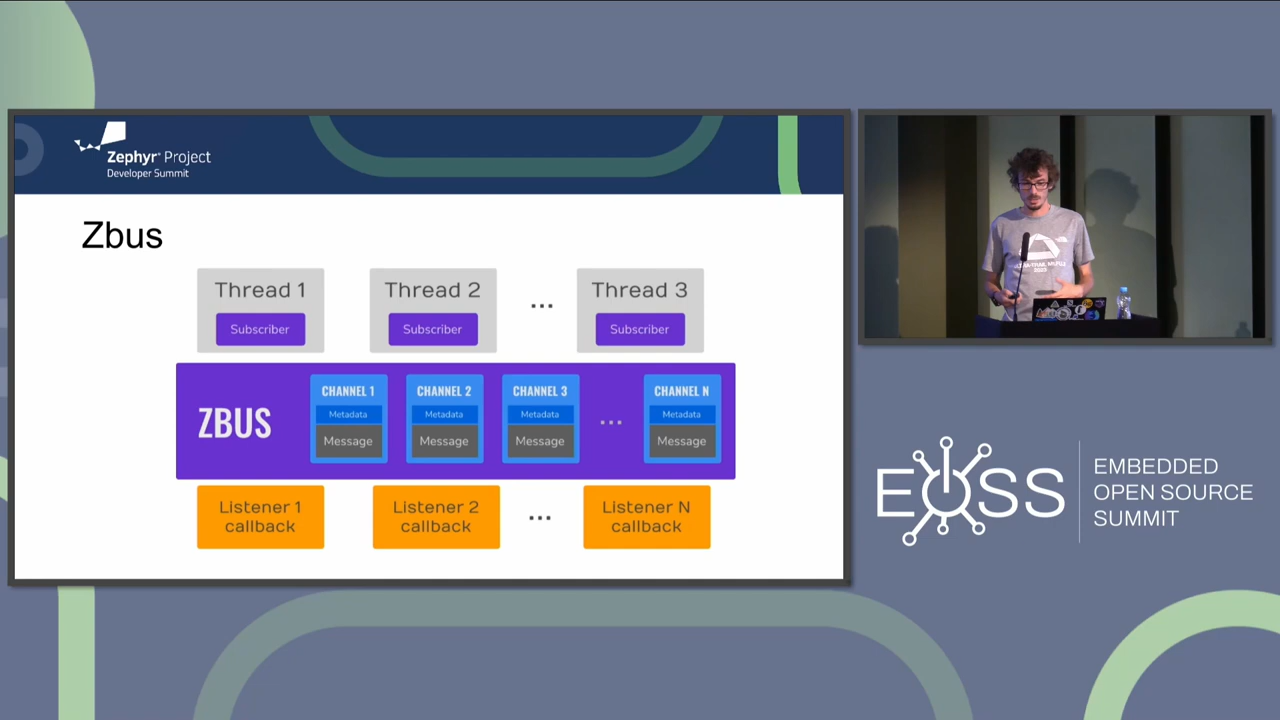 Zephyr® Project
Developer Summit
Zbus
Thread 1
Thread 2
...
Thread 3
Subscriber
Subscriber
Subscriber
ZBUS
CHANNEL 1
CHANNEL 2
CHANNEL 3
...
CHANNEL N
Metadata
Metadata
Metadata
Metadata
Message
Message
Message
Message
Listener 1
callback
Listener 2
callback
...
Listener N
callback
EOSS
EMBEDDED
OPEN SOURCE
SUMMIT
2023